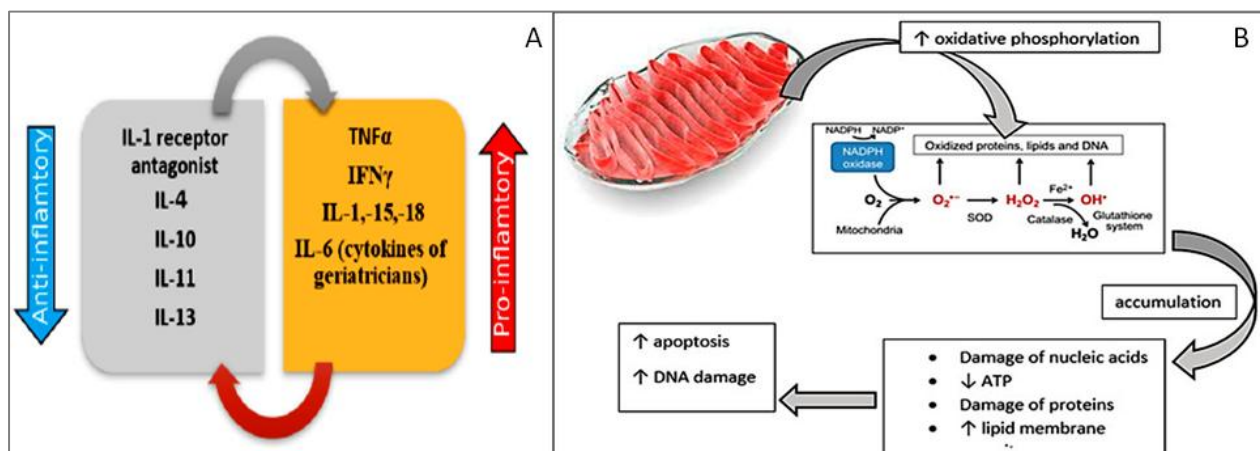 A
Anti-inflamtory
IL-1 receptor
antagonist
IL-4
IL-10
IL-11
IL-13
TNFα
IFNγ
IL-1,-15,-18
IL-6 (cytokines of
geriatricians)
Pro-inflamtory
B
↑ oxidative phosphorylation
NADPH NADP⁺
NADPH
oxidase
Oxidized proteins, lipids and DNA
O₂ O₂•⁻ H₂O₂ Fe²⁺ OH•
SOD
Catalase
Glutathione
system
Mitochondria
H₂O
accumulation
• Damage of nucleic acids
• ↓ ATP
• Damage of proteins
• ↑ lipid membrane
↑ apoptosis
↑ DNA damage